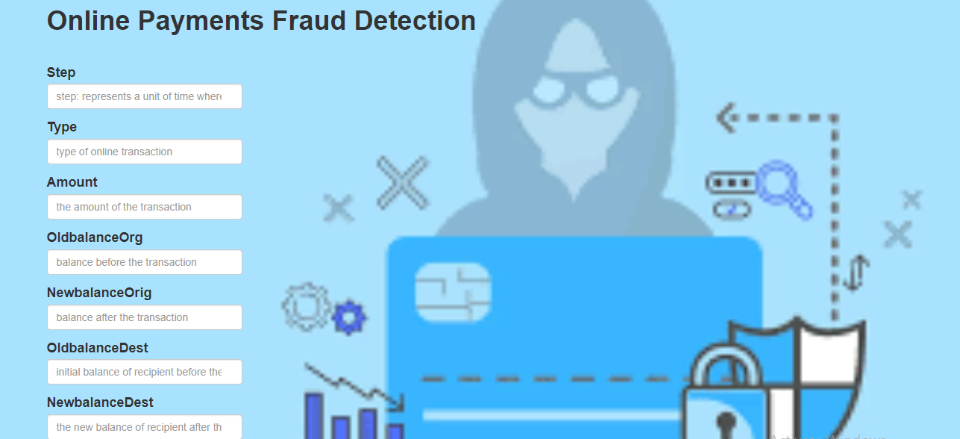 Online Payments Fraud Detection
Step
step: represents a unit of time where
Type
type of online transaction
Amount
the amount of the transaction
OldbalanceOrg
balance before the transaction
NewbalanceOrig
balance after the transaction
OldbalanceDest
initial balance of recipient before the
NewbalanceDest
the new balance of recipient after th